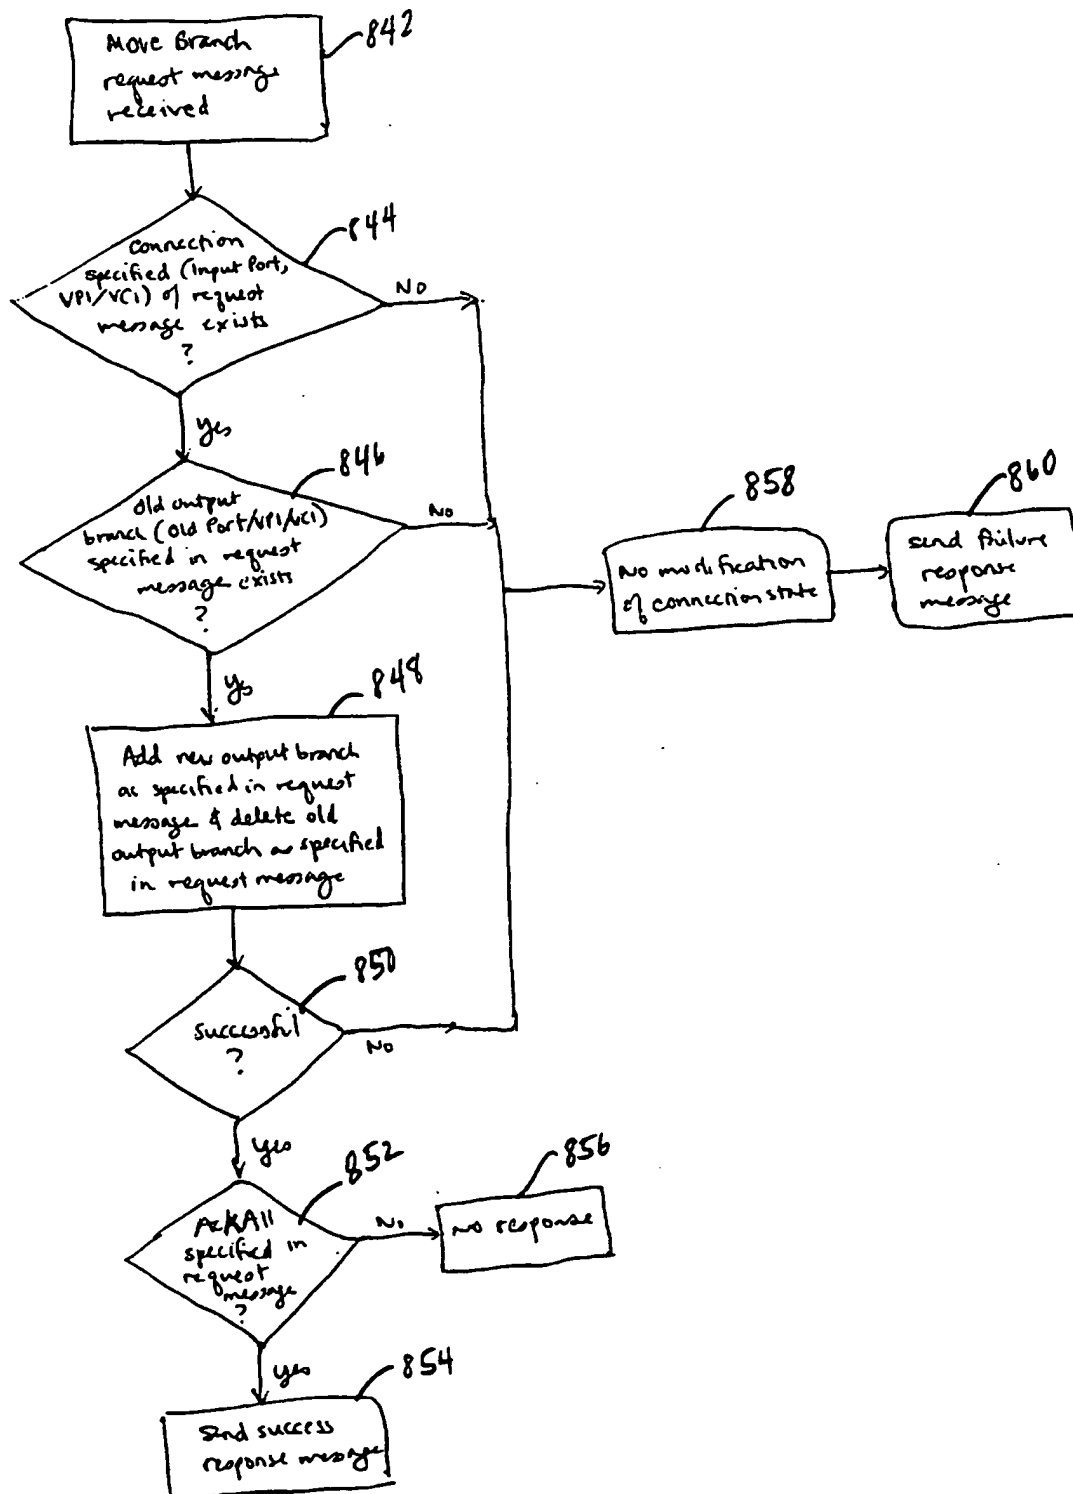 Move Branch
request message
received
842
844
connection
specified (Input Port,
VPI/VCI) of request
message exists
?
No
Yes
846
Old output
branch (Old Port/VPI/VCI)
specified in request
message exists
?
No
Yes
848
Add new output branch
as specified in request
message & delete old
output branch as specified
in request message
850
successful
?
No
Yes
858
No modification
of connection state
860
send failure
response
message
852
AckAll
specified in
request
message
?
No
856
No response
Yes
854
Send success
response message